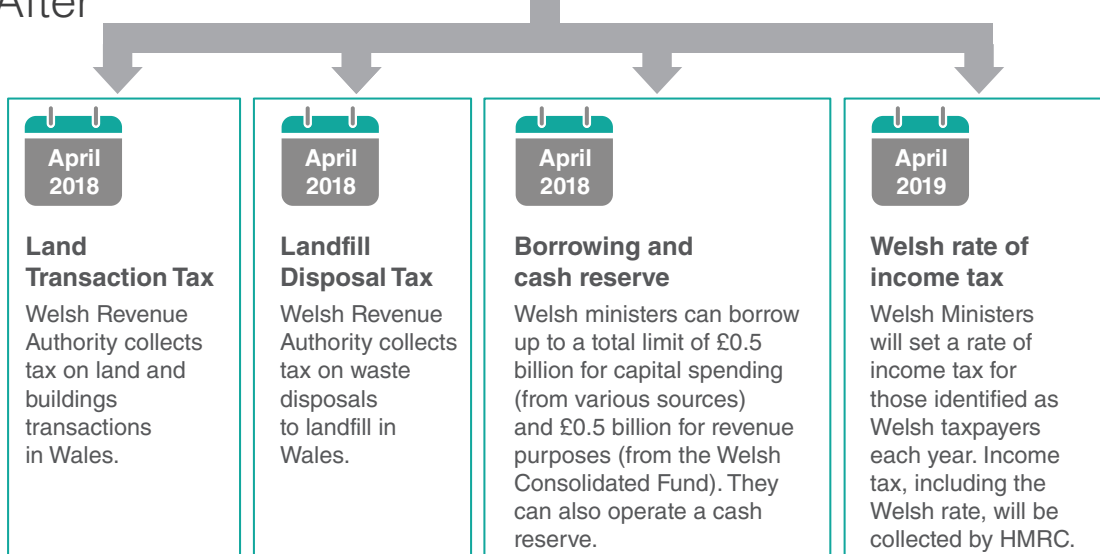 After
April
2018
Land
Transaction Tax
Welsh Revenue
Authority collects
tax on land and
buildings
transactions
in Wales.
April
2018
Landfill
Disposal Tax
Welsh Revenue
Authority collects
tax on waste
disposals
to landfill in
Wales.
April
2018
Borrowing and
cash reserve
Welsh ministers can borrow
up to a total limit of £0.5
billion for capital spending
(from various sources)
and £0.5 billion for revenue
purposes (from the Welsh
Consolidated Fund). They
can also operate a cash
reserve.
April
2019
Welsh rate of
income tax
Welsh Ministers
will set a rate of
income tax for
those identified as
Welsh taxpayers
each year. Income
tax, including the
Welsh rate, will be
collected by HMRC.